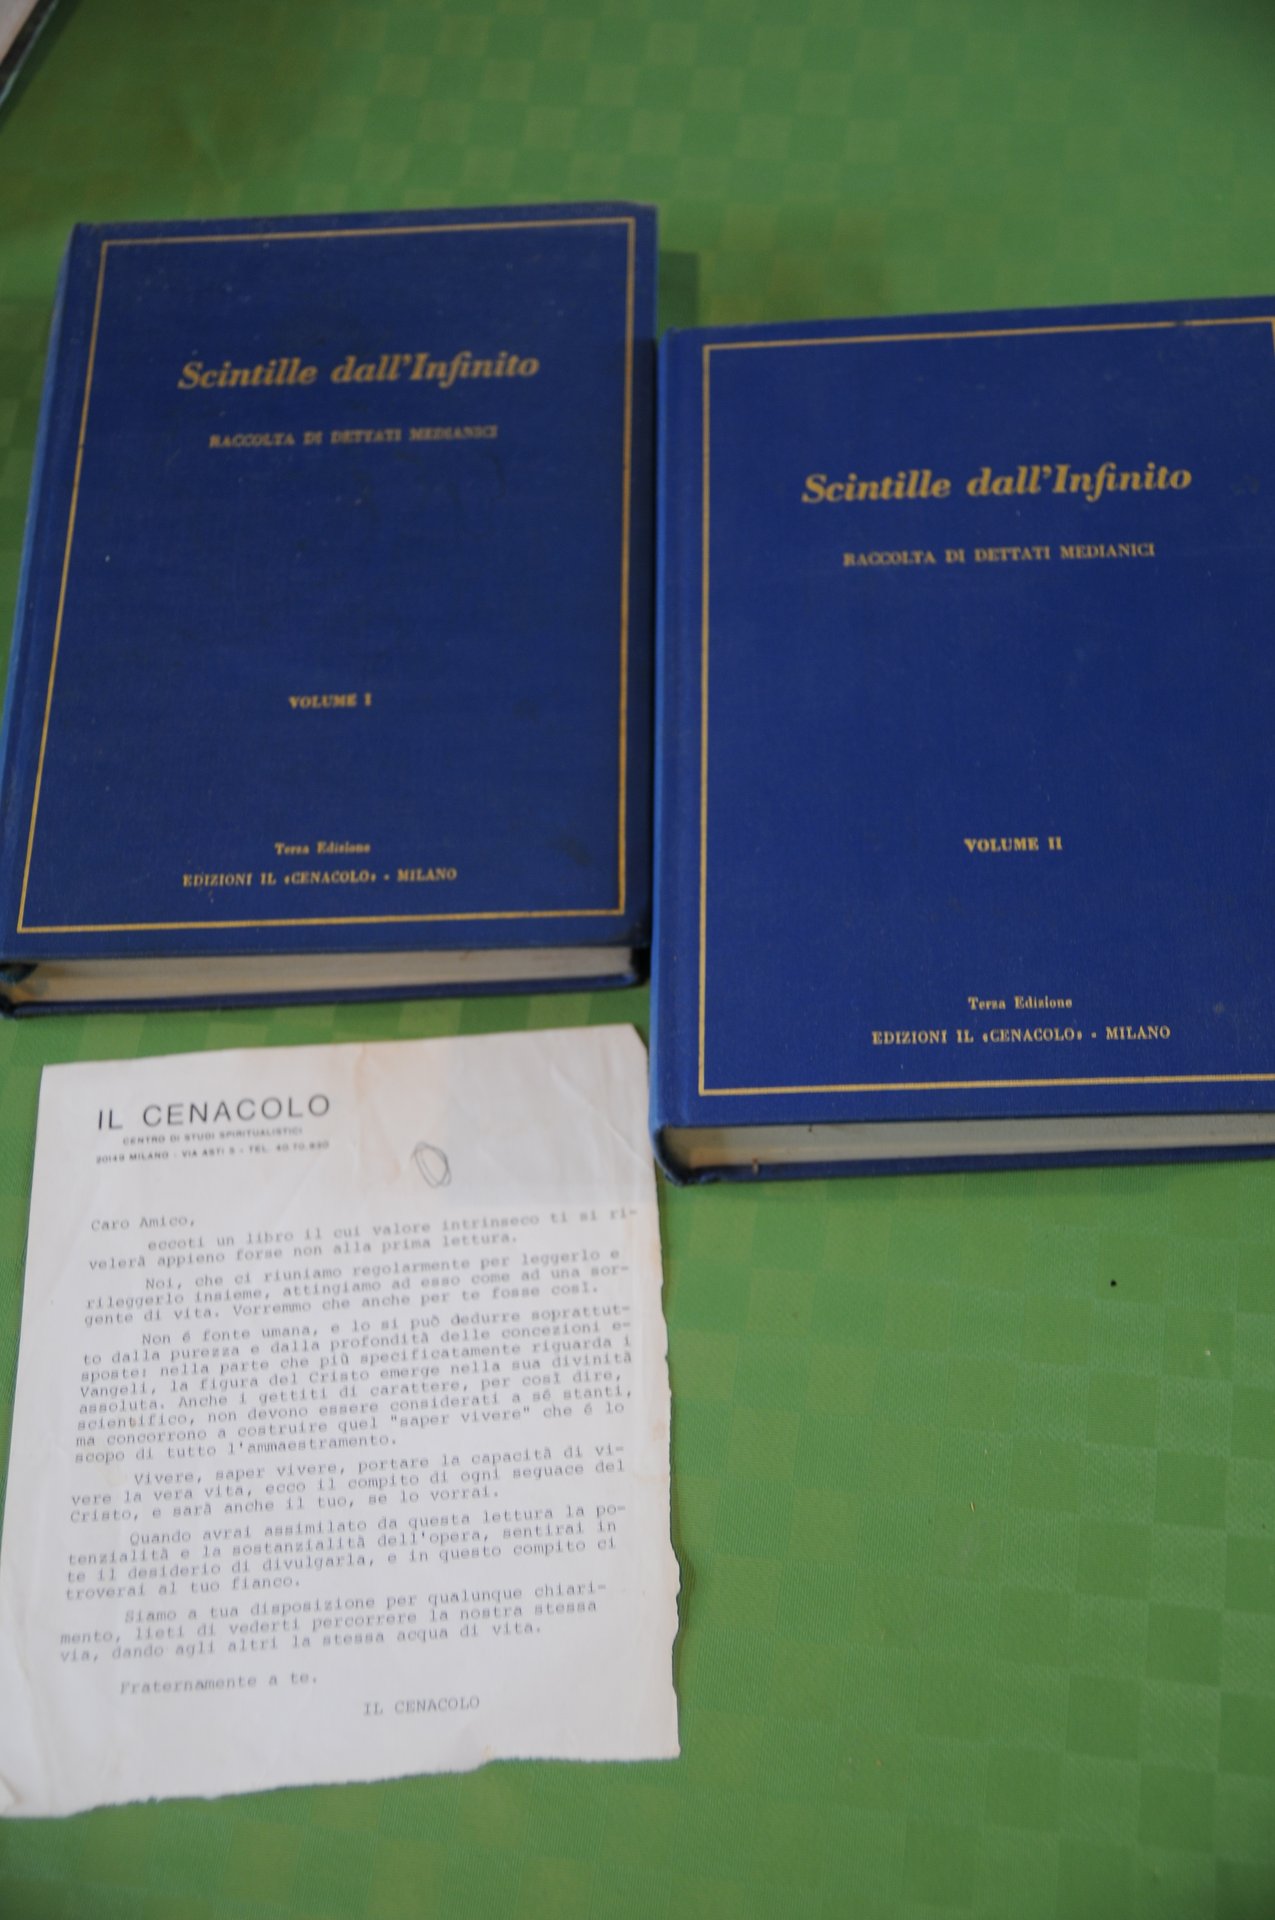 Scintille dall'Infinito
RACCOLTA DI DETTATI MEDIANICI
VOLUME I
Terza Edizione
EDIZIONI IL «CENACOLO» - MILANO
Scintille dall'Infinito
RACCOLTA DI DETTATI MEDIANICI
VOLUME II
Terza Edizione
EDIZIONI IL «CENACOLO» - MILANO
IL CENACOLO
CENTRO DI STUDI SPIRITUALISTICI
20149 MILANO - VIA ASTI 5 - TEL. 40.70.930
Caro Amico,
eccoti un libro il cui valore intrinseco ti si ri-
velerà appieno forse non alla prima lettura.
Noi, che ci riuniamo regolarmente per leggerlo e
rileggerlo insieme, attingiamo ad esso come ad una sor-
gente di vita. Vorremmo che anche per te fosse così.
Non é fonte umana, e lo si può dedurre soprattut-
to dalla purezza e dalla profondità delle concezioni e-
sposte: nella parte che più specificatamente riguarda i
Vangeli, la figura del Cristo emerge nella sua divinità
assoluta. Anche i gettiti di carattere, per così dire,
scientifico, non devono essere considerati a sé stanti,
ma concorrono a costruire quel "saper vivere" che é lo
scopo di tutto l'ammaestramento.
Vivere, saper vivere, portare la capacità di vi-
vere la vera vita, ecco il compito di ogni seguace del
Cristo, e sarà anche il tuo, se lo vorrai.
Quando avrai assimilato da questa lettura la po-
tenzialità e la sostanzialità dell'opera, sentirai in
te il desiderio di divulgarla, e in questo compito ci
troverai al tuo fianco.
Siamo a tua disposizione per qualunque chiari-
mento, lieti di vederti percorrere la nostra stessa
via, dando agli altri la stessa acqua di vita.
Fraternamente a te.
IL CENACOLO